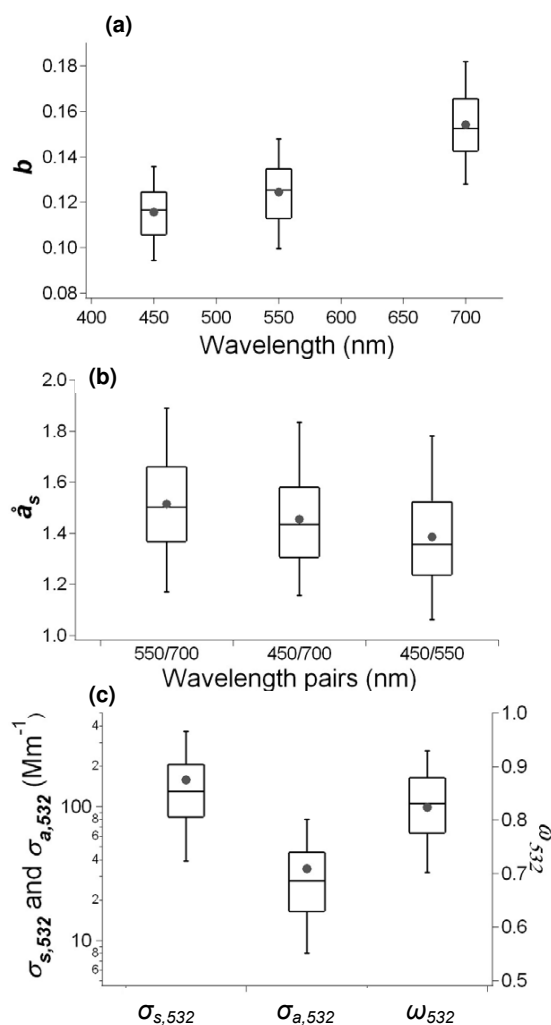 (a)
0.18
0.16
0.14
0.12
0.10
0.08
b
400 450 500 550 600 650 700
Wavelength (nm)
(b)
2.0
1.8
1.6
1.4
1.2
1.0
å_s
550/700 450/700 450/550
Wavelength pairs (nm)
(c)
4
2
100
8
6
4
2
10
8
6
σ_s,532 and σ_a,532 (Mm⁻¹)
1.0
0.9
0.8
0.7
0.6
0.5
ω_532
σ_s,532 σ_a,532 ω_532